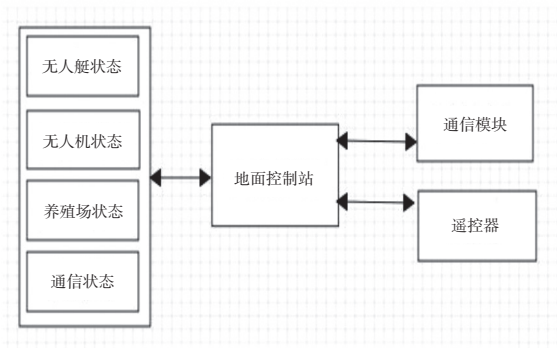 无人艇状态
无人机状态
养殖场状态
通信状态
地面控制站
通信模块
遥控器